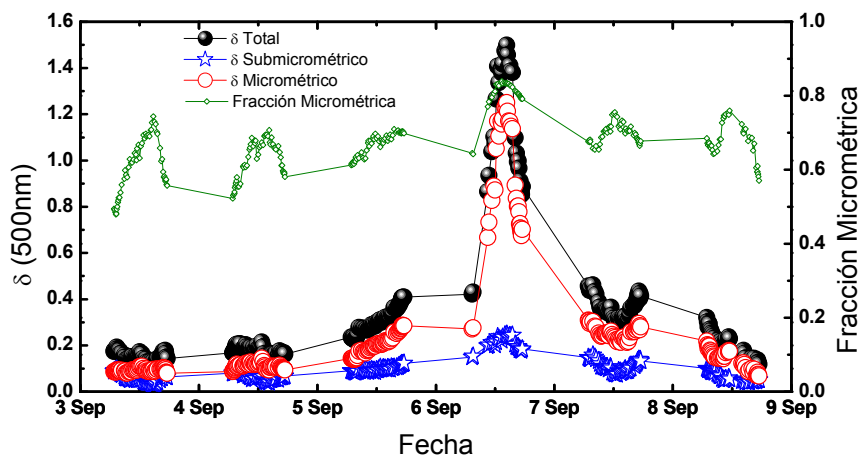 δ Total
δ Submicrométrico
δ Micrométrico
Fracción Micrométrica
δ (500nm)
1.6
1.4
1.2
1.0
0.8
0.6
0.4
0.2
0.0
Fracción Micrométrica
1.0
0.8
0.6
0.4
0.2
0.0
3 Sep 4 Sep 5 Sep 6 Sep 7 Sep 8 Sep 9 Sep
Fecha